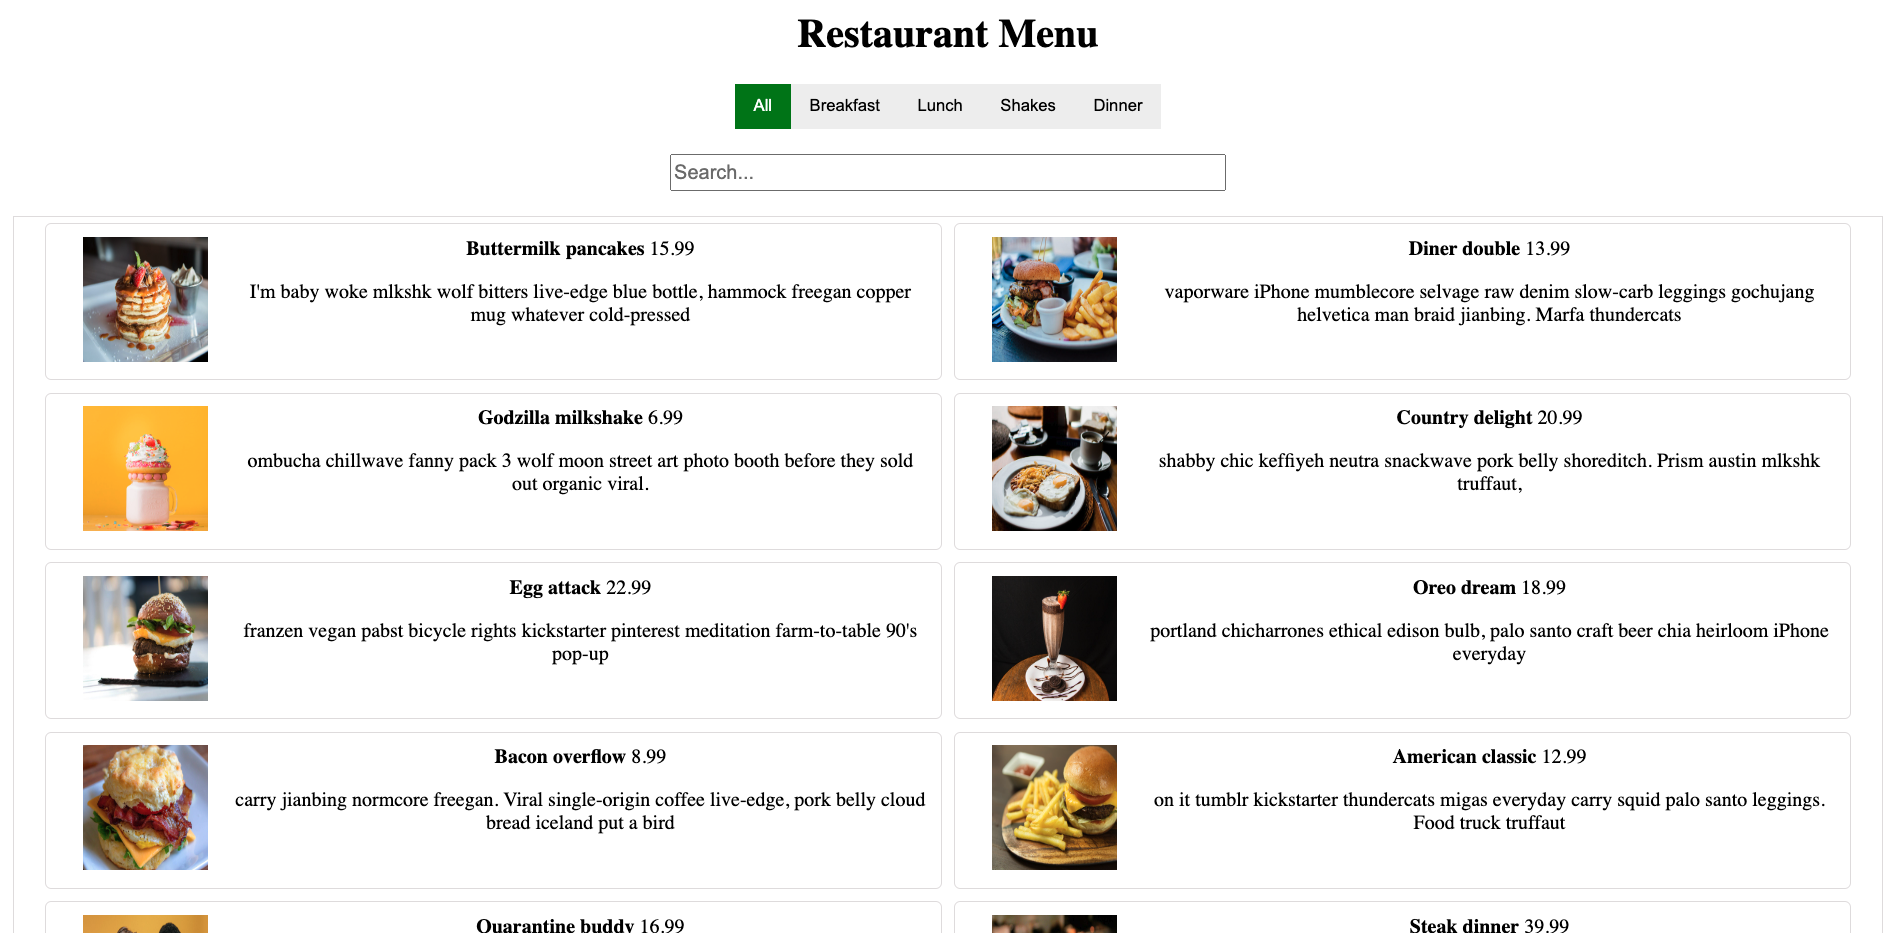 Restaurant Menu
All Breakfast Lunch Shakes Dinner
Search...
Buttermilk pancakes 15.99
I'm baby woke mlkshk wolf bitters live-edge blue bottle, hammock freegan copper
mug whatever cold-pressed
Diner double 13.99
vaporware iPhone mumblecore selvage raw denim slow-carb leggings gochujang
helvetica man braid jianbing. Marfa thundercats
Godzilla milkshake 6.99
ombucha chillwave fanny pack 3 wolf moon street art photo booth before they sold
out organic viral.
Country delight 20.99
shabby chic keffiyeh neutra snackwave pork belly shoreditch. Prism austin mlkshk
truffaut,
Egg attack 22.99
franzen vegan pabst bicycle rights kickstarter pinterest meditation farm-to-table 90's
pop-up
Oreo dream 18.99
portland chicharrones ethical edison bulb, palo santo craft beer chia heirloom iPhone
everyday
Bacon overflow 8.99
carry jianbing normcore freegan. Viral single-origin coffee live-edge, pork belly cloud
bread iceland put a bird
American classic 12.99
on it tumblr kickstarter thundercats migas everyday carry squid palo santo leggings.
Food truck truffaut
Quarantine buddy 16.99
Steak dinner 39.99